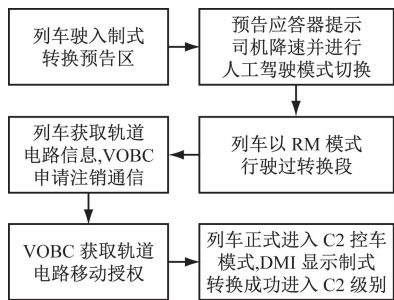 列车驶入制式
转换预告区
预告应答器提示
司机降速并进行
人工驾驶模式切换
列车以 RM 模式
行驶过转换段
列车获取轨道
电路信息,VOBC
申请注销通信
VOBC 获取轨道
电路移动授权
列车正式进入 C2 控车
模式,DMI 显示制式
转换成功进入 C2 级别